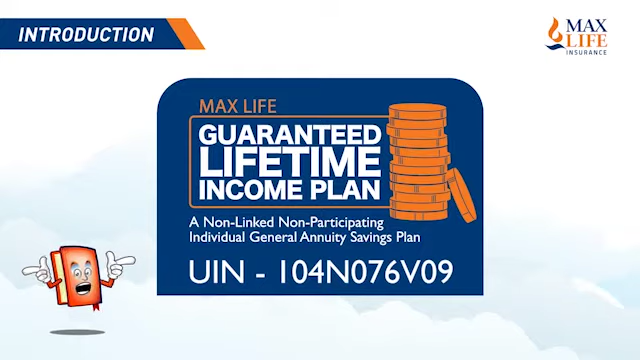 INTRODUCTION
MAX
LIFE
INSURANCE
MAX LIFE
GUARANTEED
LIFETIME
INCOME PLAN
A Non-Linked Non-Participating
Individual General Annuity Savings Plan
UIN - 104N076V09